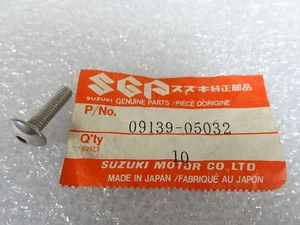 SGP スズキ純正部品
SUZUKI GENUINE PARTS / PIÈCE D'ORIGINE
P/No.
09139-05032
Q'ty
(QTE)
10
SUZUKI MOTOR CO., LTD.
MADE IN JAPAN / FABRIQUÉ AU JAPON